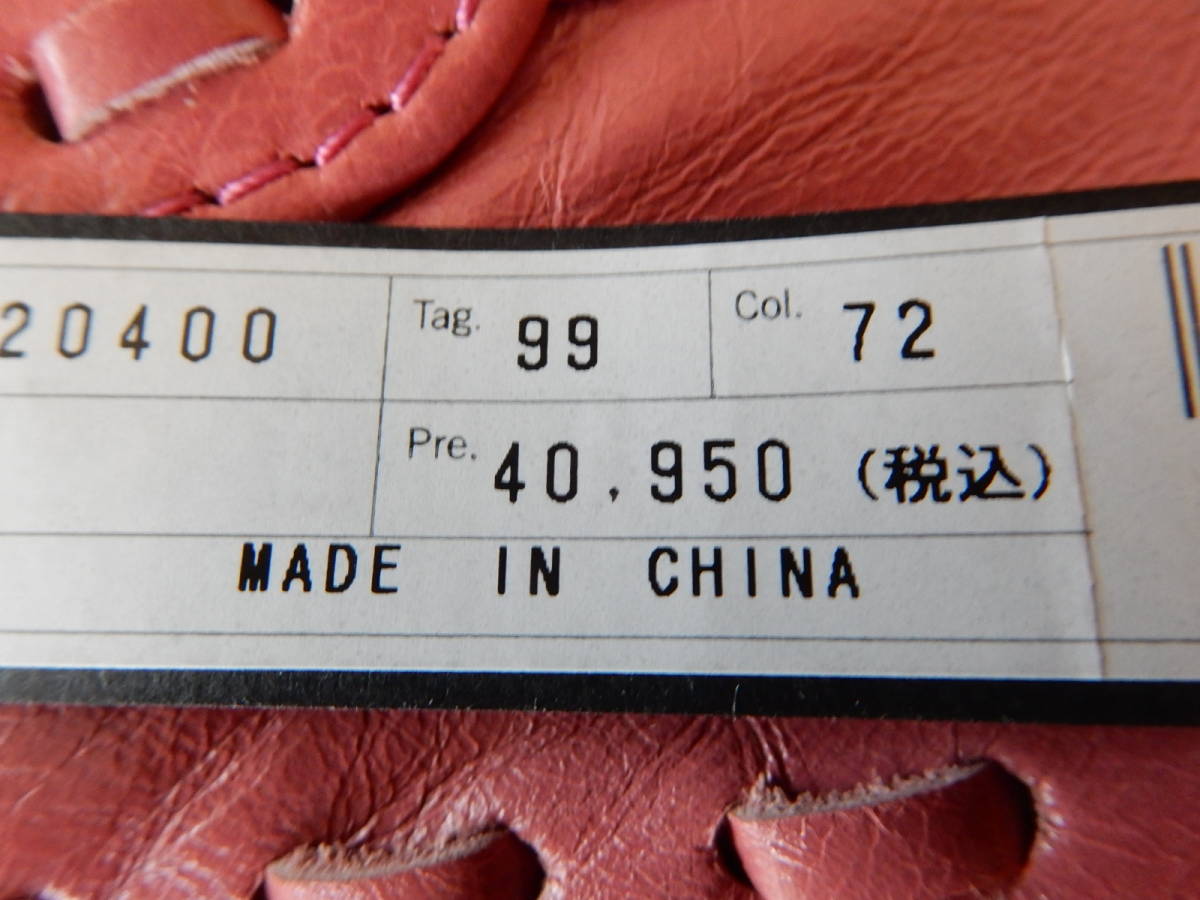 20400 Tag. 99 Col. 72
Pre. 40,950 (税込)
MADE IN CHINA